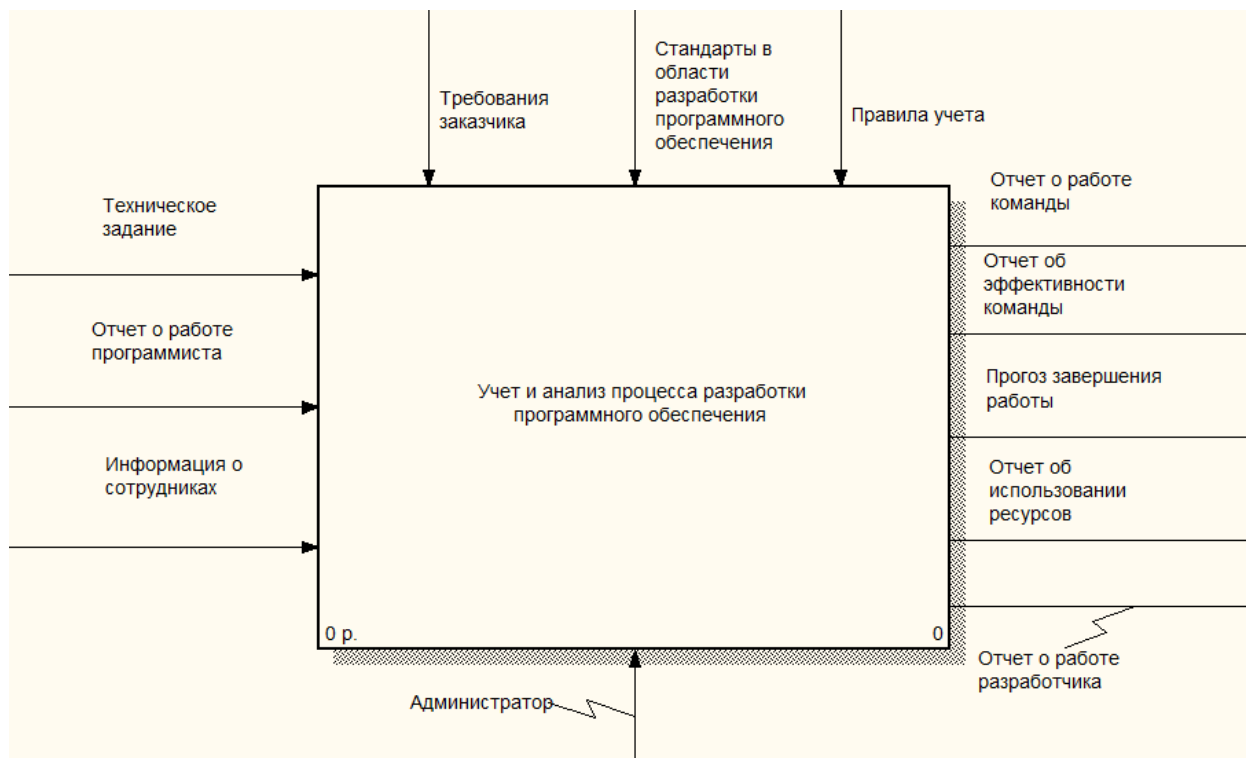 Требования
заказчика
Стандарты в
области
разработки
программного
обеспечения
Правила учета
Техническое
задание
Отчет о работе
программиста
Информация о
сотрудниках
Учет и анализ процесса разработки
программного обеспечения
0 р.
0
Отчет о работе
команды
Отчет об
эффективности
команды
Прогоз завершения
работы
Отчет об
использовании
ресурсов
Отчет о работе
разработчика
Администратор